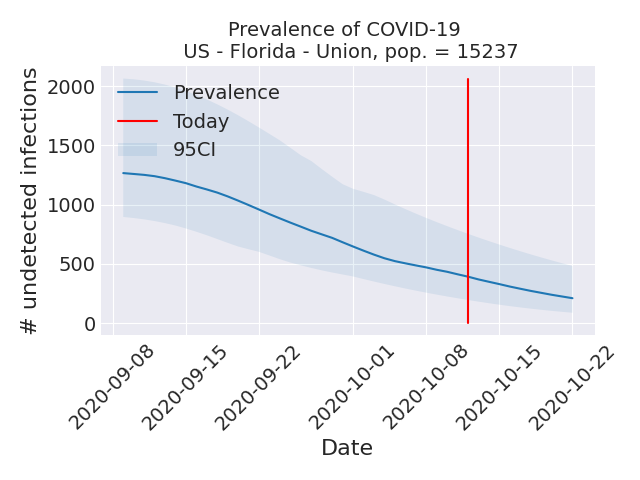 Prevalence of COVID-19
US - Florida - Union, pop. = 15237
# undetected infections
2000
1500
1000
500
0
Prevalence
Today
95CI
2020-09-08
2020-09-15
2020-09-22
2020-10-01
2020-10-08
2020-10-15
2020-10-22
Date